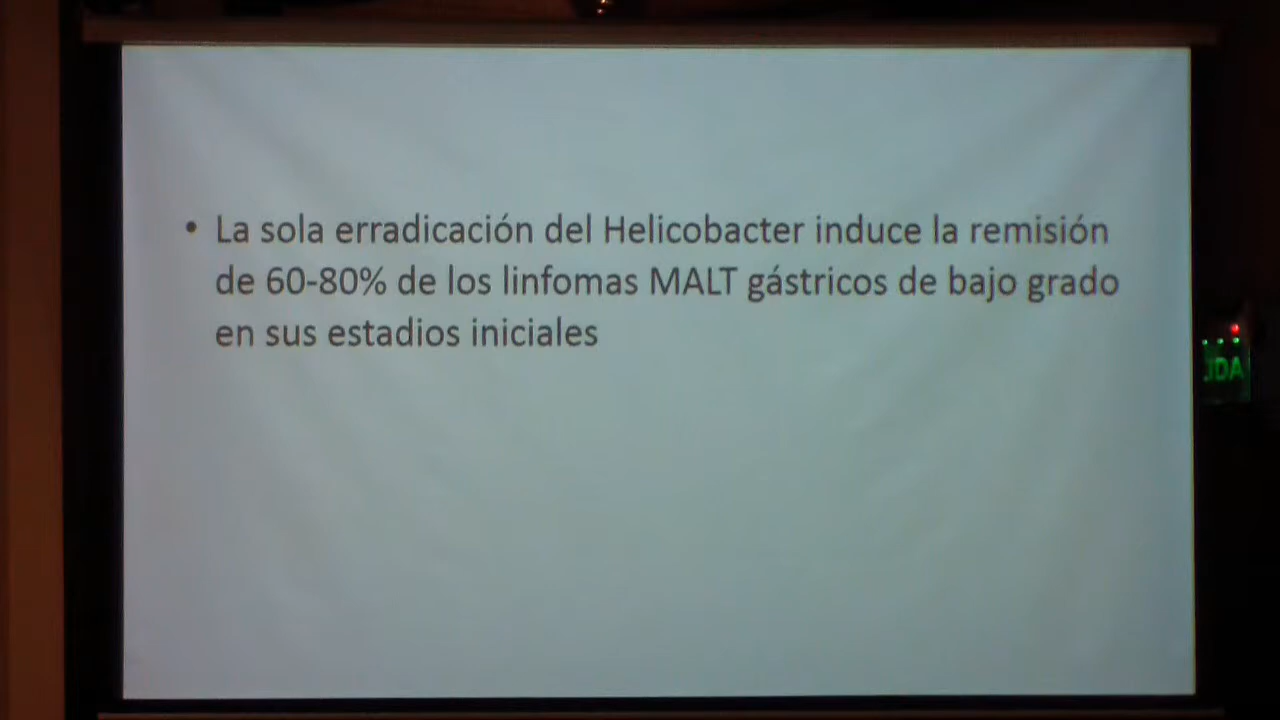 • La sola erradicación del Helicobacter induce la remisión
de 60-80% de los linfomas MALT gástricos de bajo grado
en sus estadios iniciales
IDA